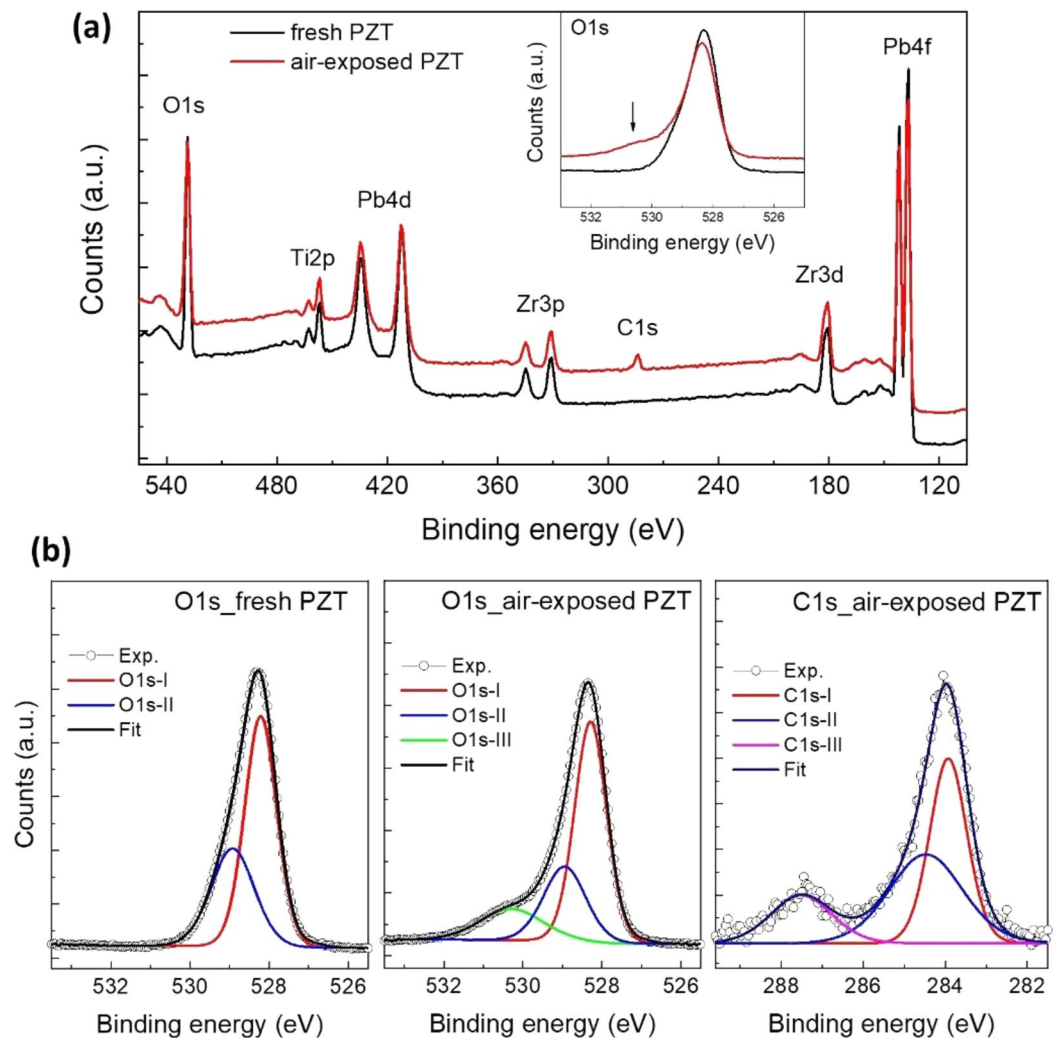 (a)
fresh PZT
air-exposed PZT
O1s
Ti2p
Pb4d
Zr3p
C1s
Zr3d
Pb4f
Counts (a.u.)
540 480 420 360 300 240 180 120
Binding energy (eV)
O1s
Counts (a.u.)
532 530 528 526
Binding energy (eV)
(b)
O1s_fresh PZT
Exp.
O1s-I
O1s-II
Fit
Counts (a.u.)
532 530 528 526
Binding energy (eV)
O1s_air-exposed PZT
Exp.
O1s-I
O1s-II
O1s-III
Fit
532 530 528 526
Binding energy (eV)
C1s_air-exposed PZT
Exp.
C1s-I
C1s-II
C1s-III
Fit
288 286 284 282
Binding energy (eV)